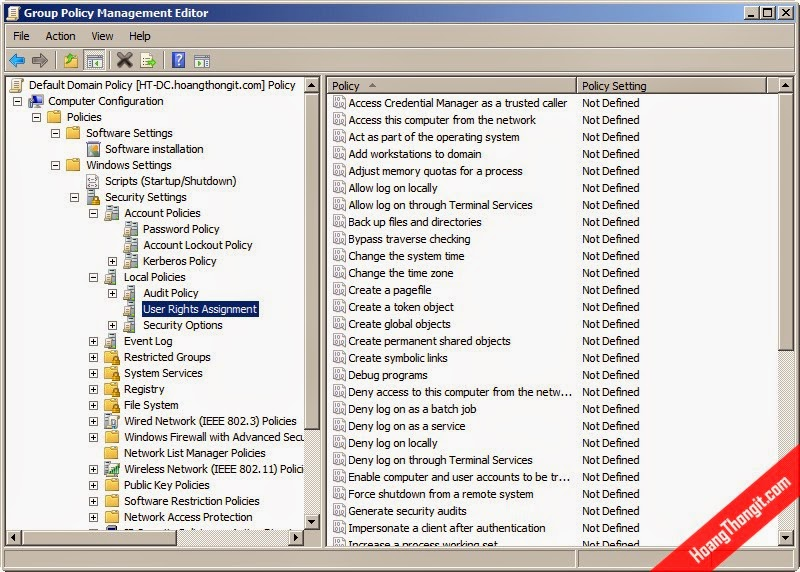 Group Policy Management Editor
File Action View Help
Default Domain Policy [HT-DC.hoangthongit.com] Policy
Computer Configuration
Policies
Software Settings
Software installation
Windows Settings
Scripts (Startup/Shutdown)
Security Settings
Account Policies
Password Policy
Account Lockout Policy
Kerberos Policy
Local Policies
Audit Policy
User Rights Assignment
Security Options
Event Log
Restricted Groups
System Services
Registry
File System
Wired Network (IEEE 802.3) Policies
Windows Firewall with Advanced Secu
Network List Manager Policies
Wireless Network (IEEE 802.11) Polici
Public Key Policies
Software Restriction Policies
Network Access Protection
Policy Policy Setting
Access Credential Manager as a trusted caller Not Defined
Access this computer from the network Not Defined
Act as part of the operating system Not Defined
Add workstations to domain Not Defined
Adjust memory quotas for a process Not Defined
Allow log on locally Not Defined
Allow log on through Terminal Services Not Defined
Back up files and directories Not Defined
Bypass traverse checking Not Defined
Change the system time Not Defined
Change the time zone Not Defined
Create a pagefile Not Defined
Create a token object Not Defined
Create global objects Not Defined
Create permanent shared objects Not Defined
Create symbolic links Not Defined
Debug programs Not Defined
Deny access to this computer from the netw... Not Defined
Deny log on as a batch job Not Defined
Deny log on as a service Not Defined
Deny log on locally Not Defined
Deny log on through Terminal Services Not Defined
Enable computer and user accounts to be tr... Not Defined
Force shutdown from a remote system Not Defined
Generate security audits Not Defined
Impersonate a client after authentication Not Defined
Increase a process working set Not Defined
HoangThongit.com